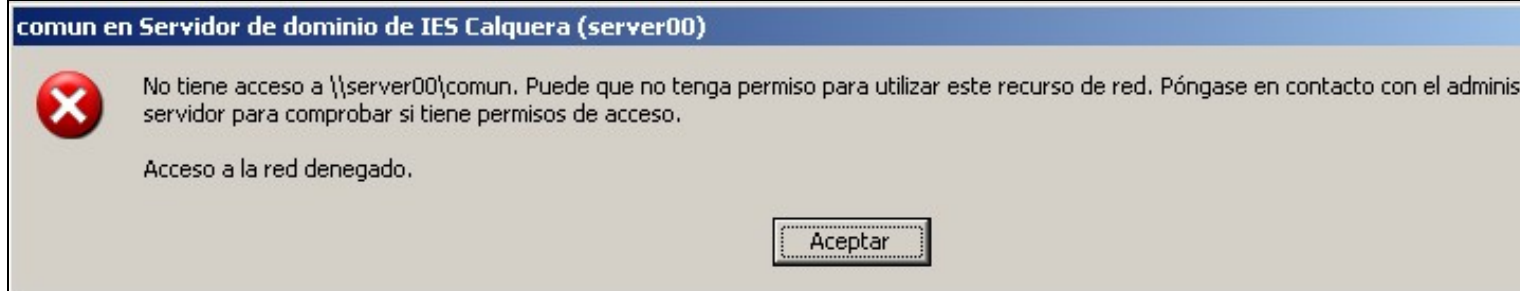 comun en Servidor de dominio de IES Calquera (server00)
No tiene acceso a \\server00\comun. Puede que no tenga permiso para utilizar este recurso de red. Póngase en contacto con el adminis
servidor para comprobar si tiene permisos de acceso.
Acceso a la red denegado.
Aceptar